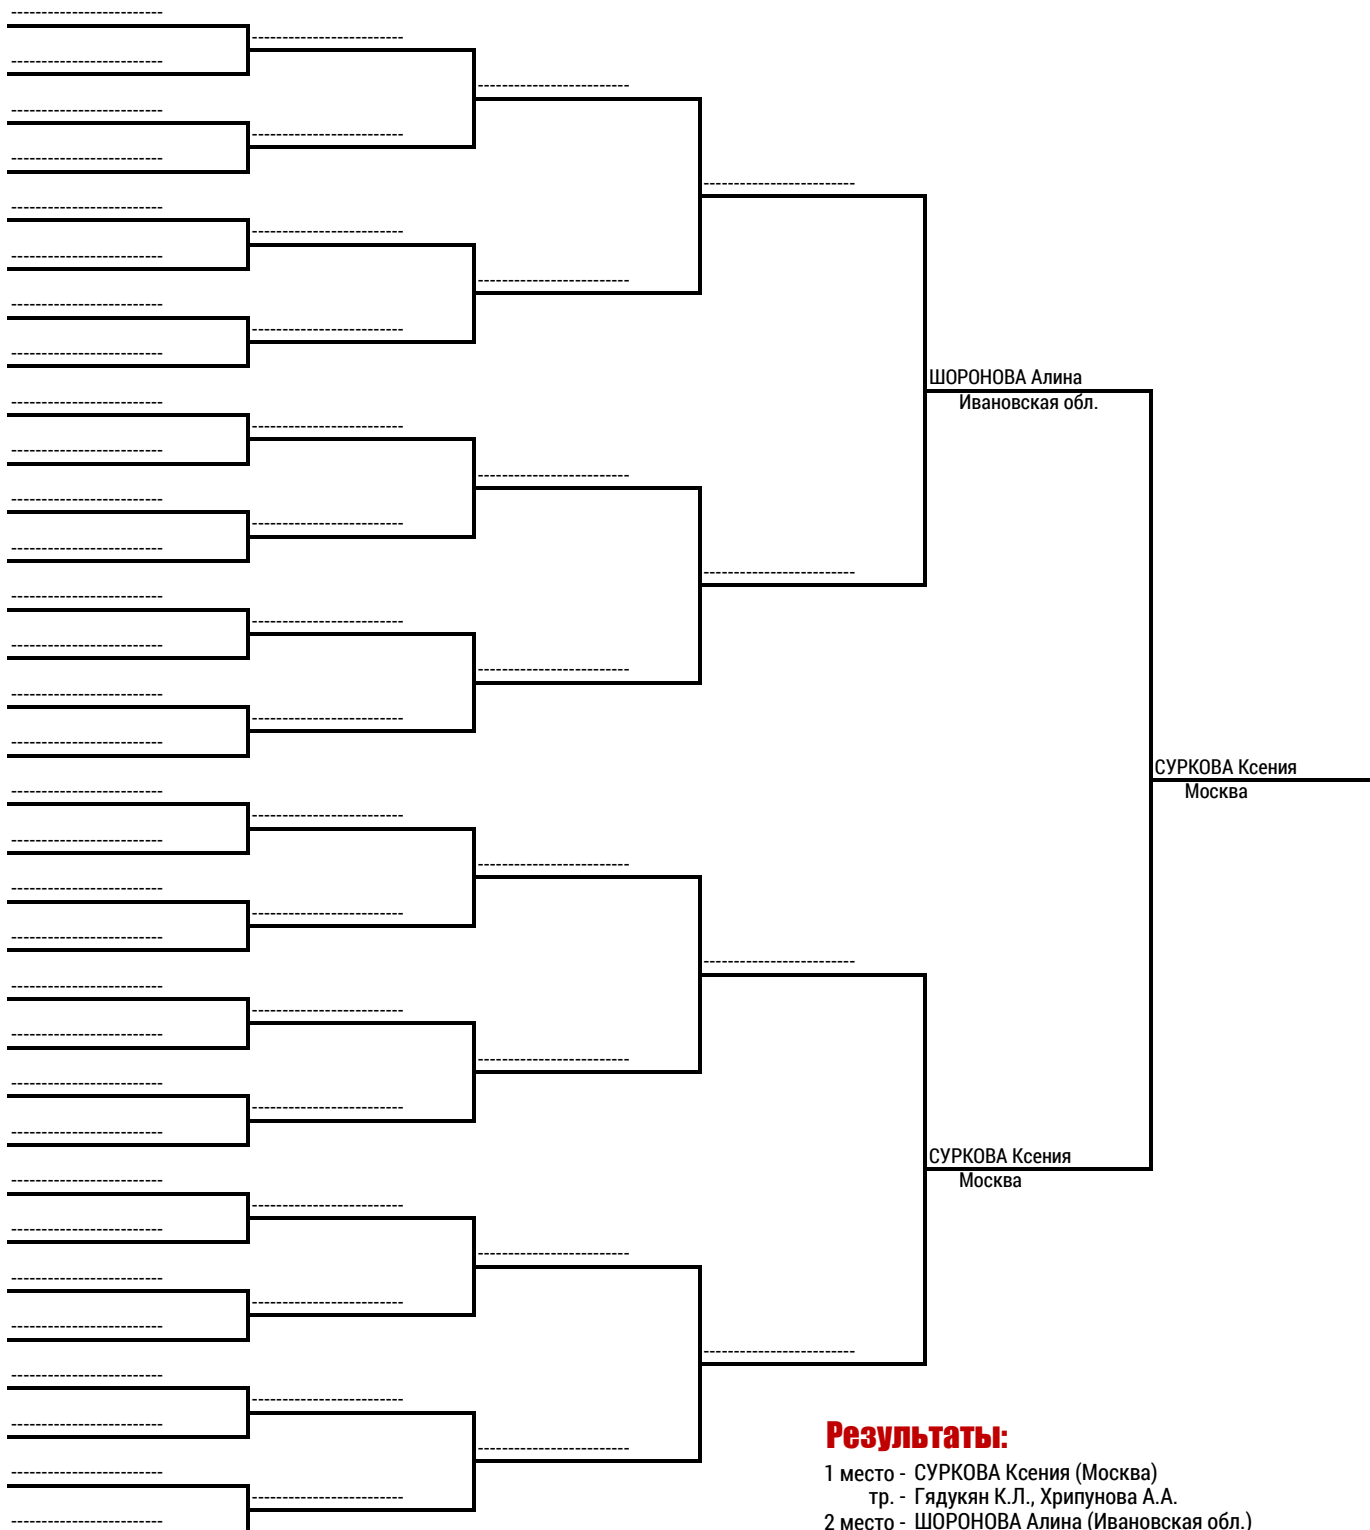 ШОРОНОВА Алина
Ивановская обл.
СУРКОВА Ксения
Москва
СУРКОВА Ксения
Москва
Результаты:
1 место - СУРКОВА Ксения (Москва)
тр. - Гядукян К.Л., Хрипунова А.А.
2 место - ШОРОНОВА Алина (Ивановская обл.)